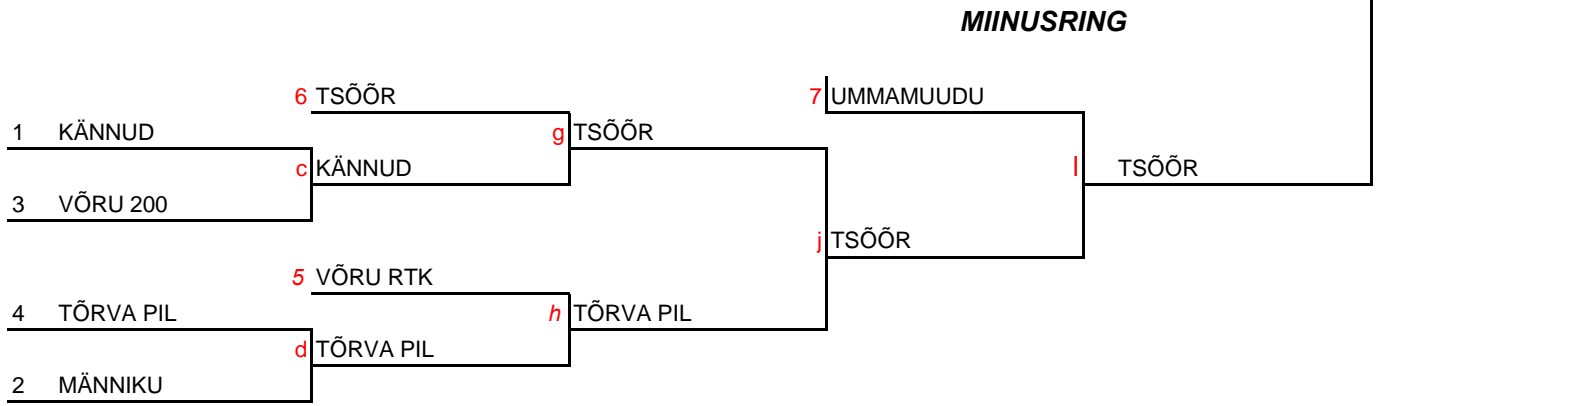 MIINUSRING
6 TSÕÕR
7 UMMAMUUDU
1 KÄNNUD
g TSÕÕR
c KÄNNUD
l TSÕÕR
3 VÕRU 200
j TSÕÕR
5 VÕRU RTK
4 TÕRVA PIL
h TÕRVA PIL
d TÕRVA PIL
2 MÄNNIKU